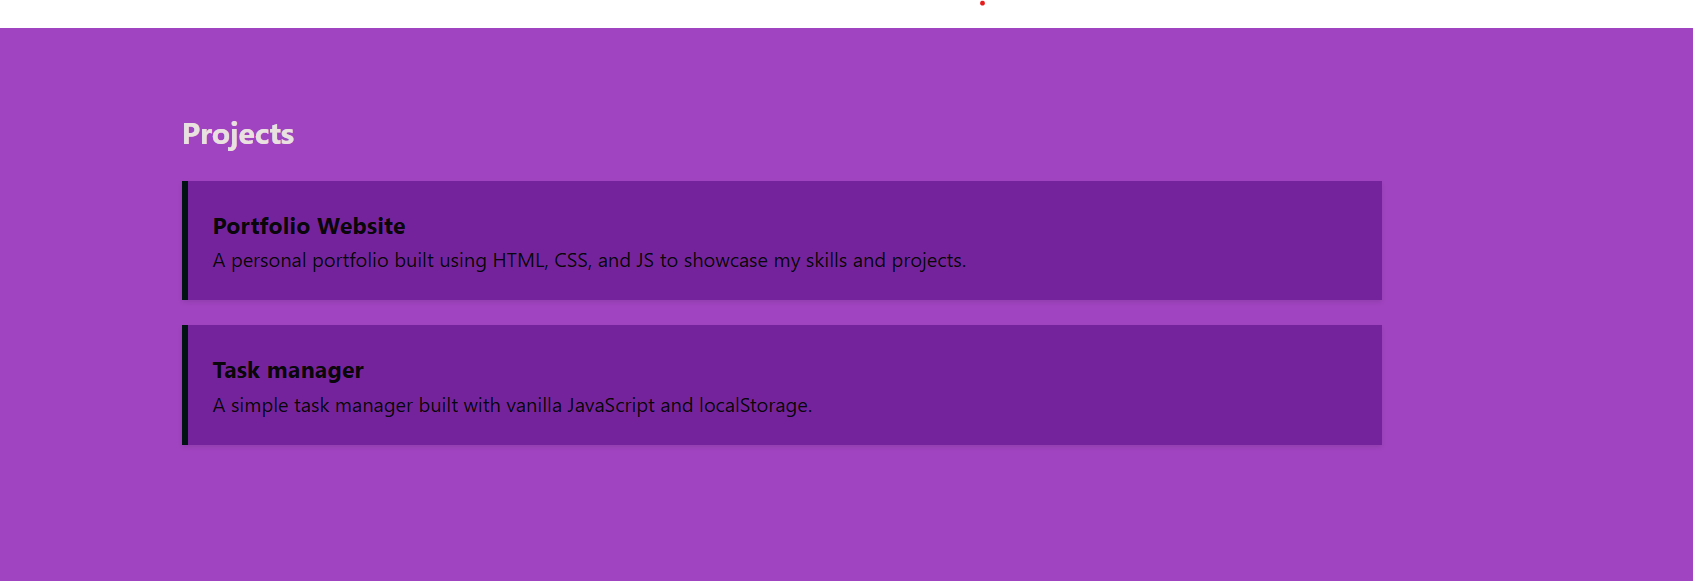 Projects
Portfolio Website
A personal portfolio built using HTML, CSS, and JS to showcase my skills and projects.
Task manager
A simple task manager built with vanilla JavaScript and localStorage.